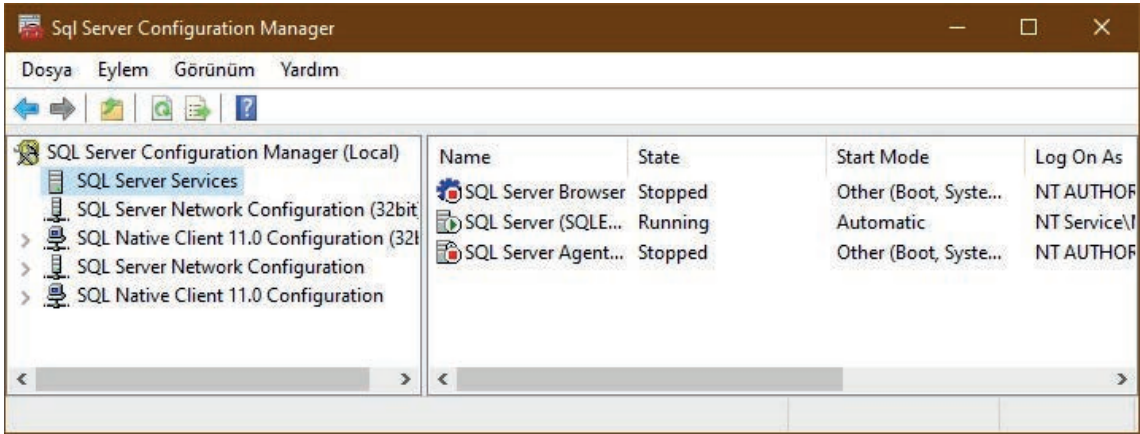 Sql Server Configuration Manager
Dosya Eylem Görünüm Yardım
SQL Server Configuration Manager (Local)
SQL Server Services
SQL Server Network Configuration (32bit
SQL Native Client 11.0 Configuration (32
SQL Server Network Configuration
SQL Native Client 11.0 Configuration
Name State Start Mode Log On As
SQL Server Browser Stopped Other (Boot, Syste... NT AUTHOR
SQL Server (SQLE... Running Automatic NT Service\
SQL Server Agent... Stopped Other (Boot, Syste... NT AUTHOR